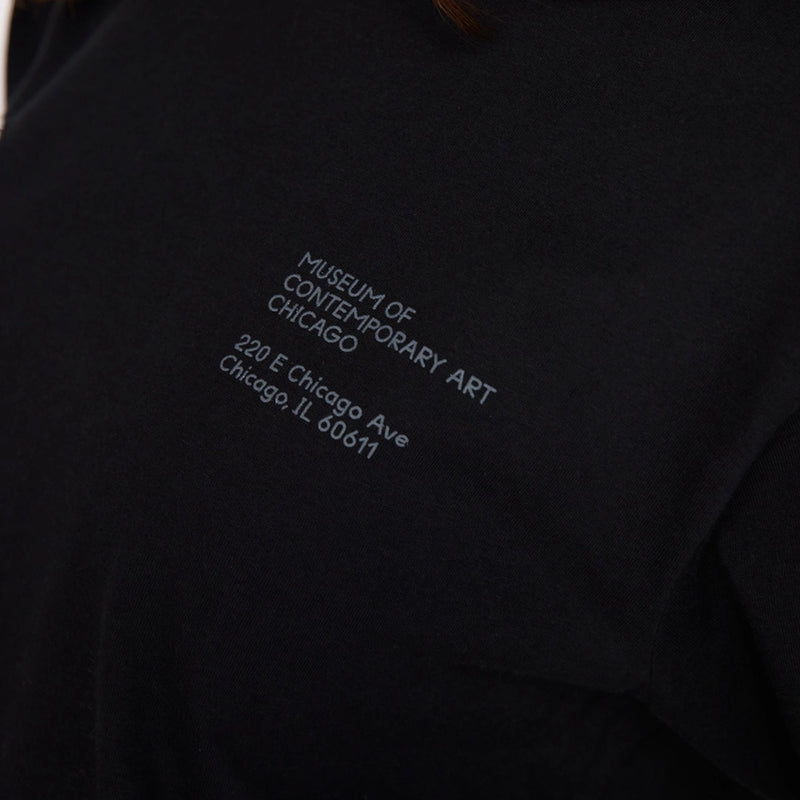 MUSEUM OF
CONTEMPORARY ART
CHICAGO
220 E Chicago Ave
Chicago, IL 60611